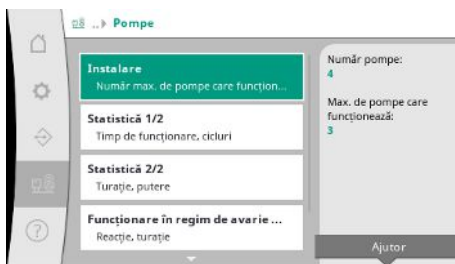 ..▸ Pompe
Instalare
Număr max. de pompe care funcțion...
Statistică 1/2
Timp de funcționare, cicluri
Statistică 2/2
Turație, putere
Funcționare în regim de avarie ...
Reacție, turație
Număr pompe:
4
Max. de pompe care
funcționează:
3
Ajutor